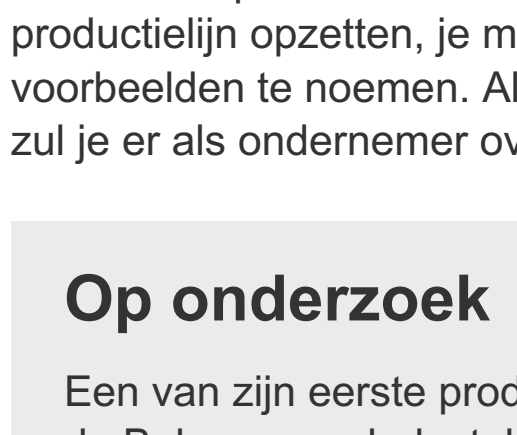 productielijn opzetten, je m
voorbeelden te noemen. Al
zul je er als ondernemer ov
Op onderzoek
Een van zijn eerste prod